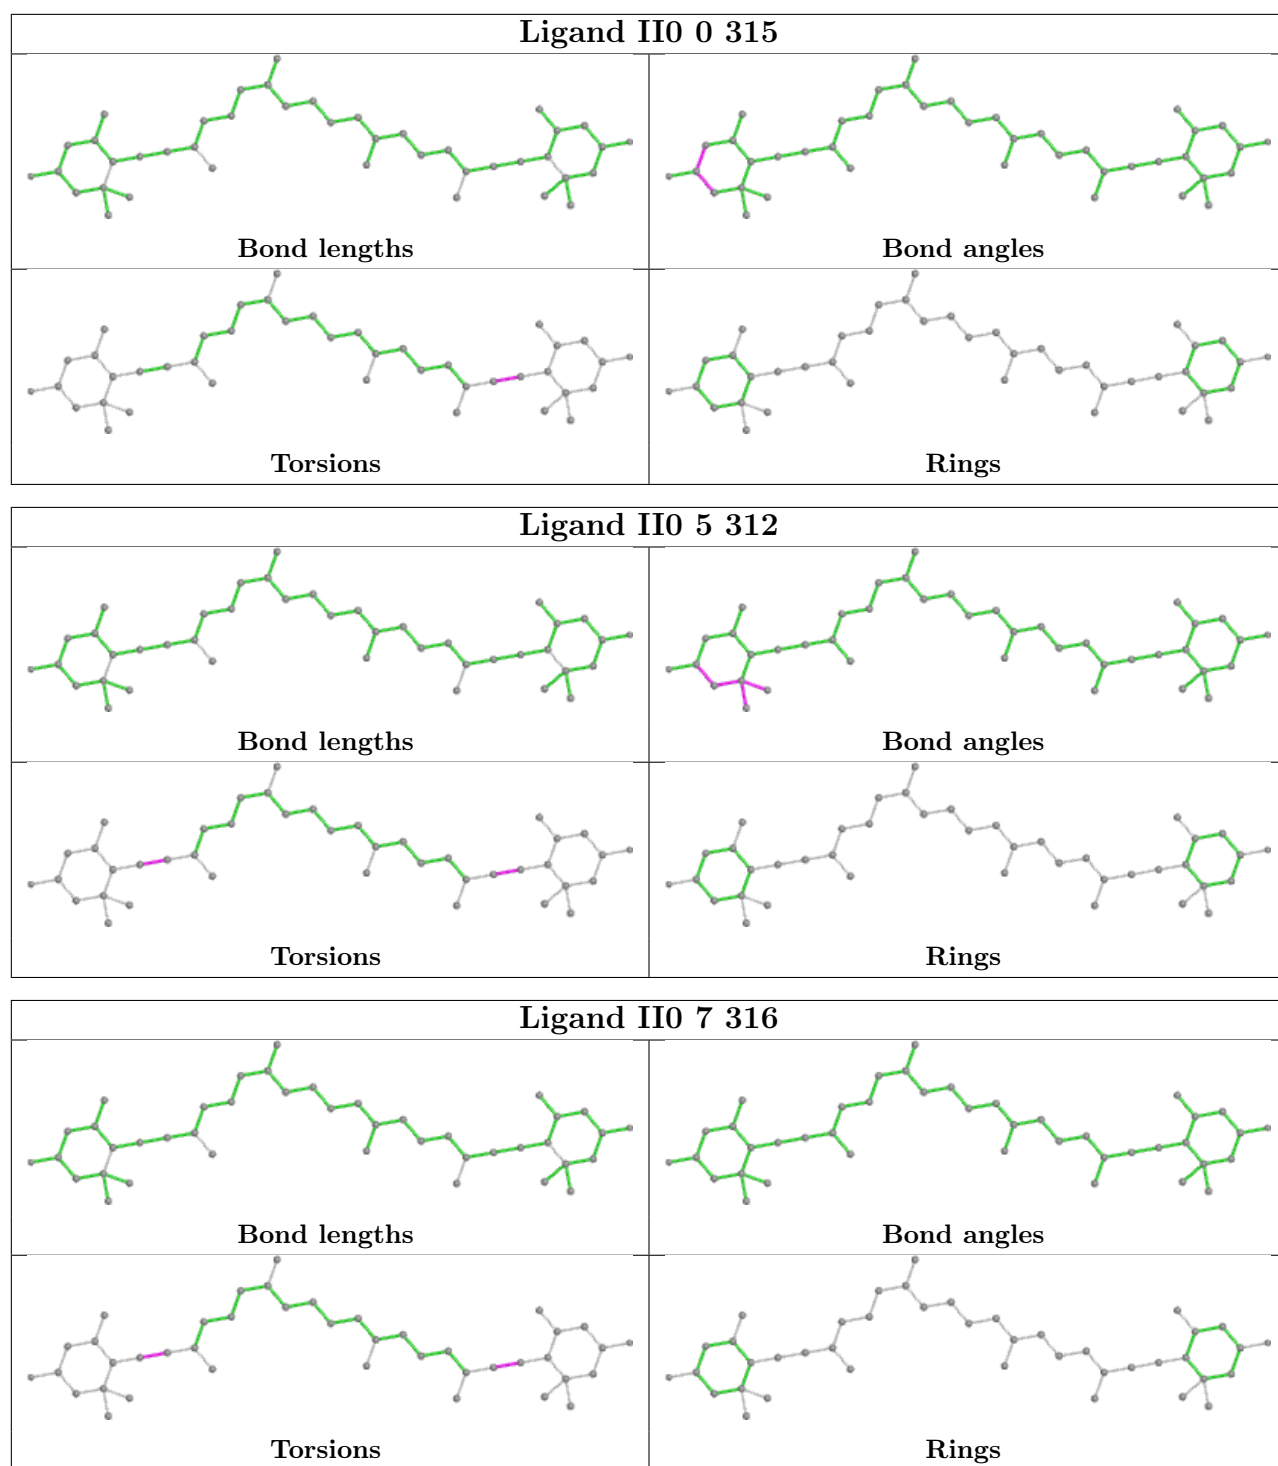 Ligand II0 0 315
Bond lengths
Bond angles
Torsions
Rings
Ligand II0 5 312
Bond lengths
Bond angles
Torsions
Rings
Ligand II0 7 316
Bond lengths
Bond angles
Torsions
Rings